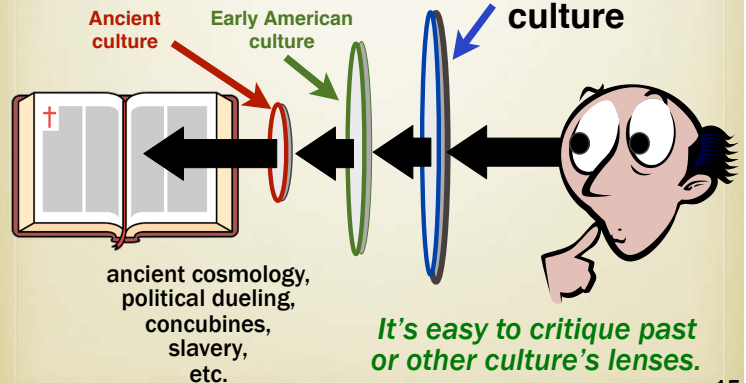 Ancient
culture
Early American
culture
culture
ancient cosmology,
political dueling,
concubines,
slavery,
etc.
It's easy to critique past
or other culture's lenses.